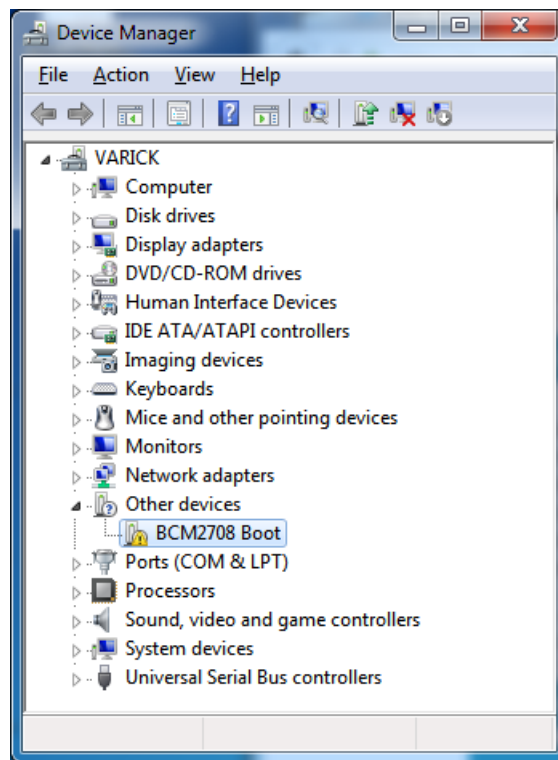 Device Manager
File Action View Help
VARICK
Computer
Disk drives
Display adapters
DVD/CD-ROM drives
Human Interface Devices
IDE ATA/ATAPI controllers
Imaging devices
Keyboards
Mice and other pointing devices
Monitors
Network adapters
Other devices
BCM2708 Boot
Ports (COM & LPT)
Processors
Sound, video and game controllers
System devices
Universal Serial Bus controllers